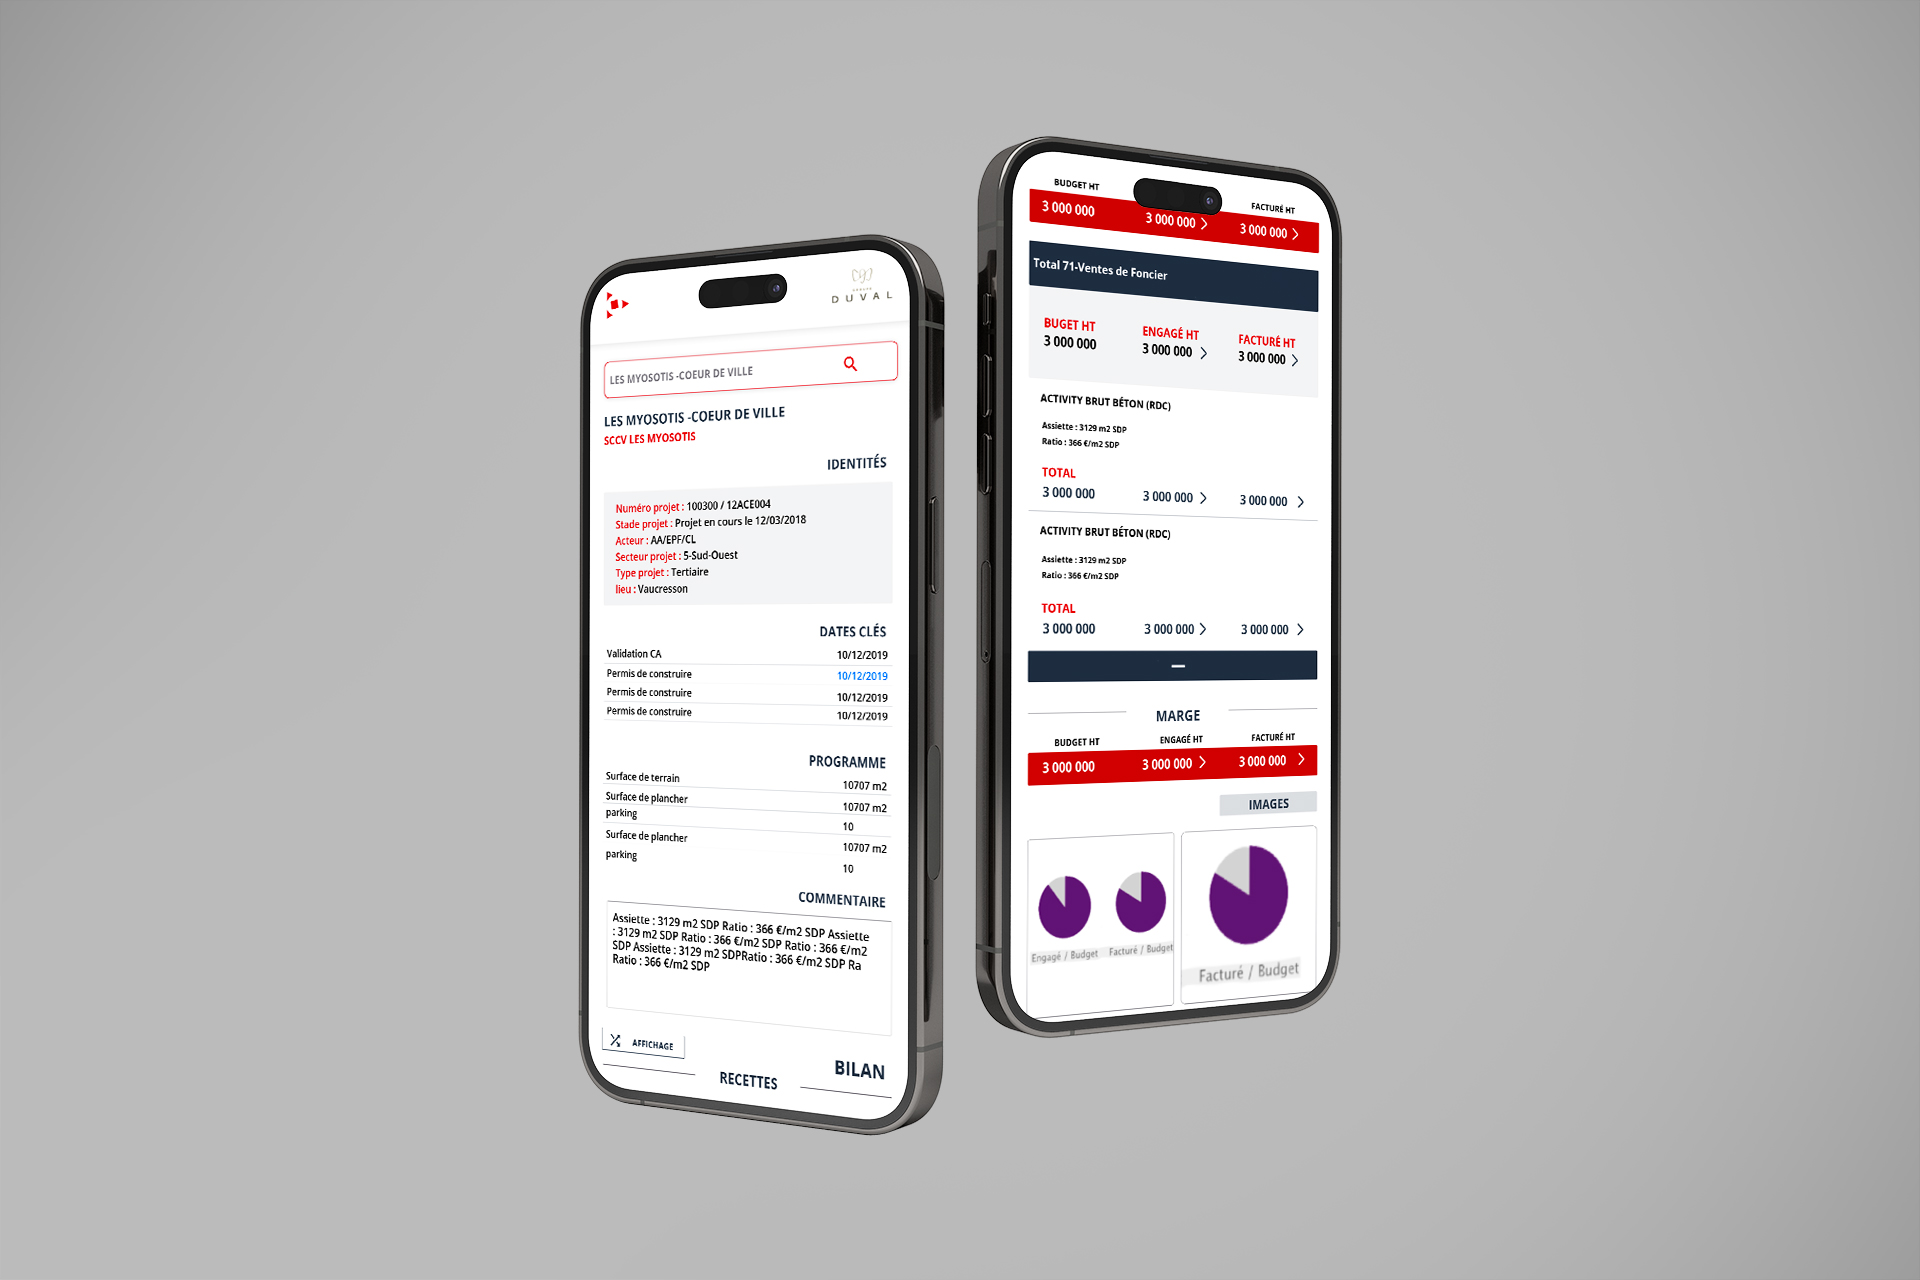 GROUPE
DUVAL
LES MYOSOTIS -COEUR DE VILLE
LES MYOSOTIS -COEUR DE VILLE
SCCV LES MYOSOTIS
IDENTITÉS
Numéro projet : 100300 / 12ACE004
Stade projet : Projet en cours le 12/03/2018
Acteur : AA/EPF/CL
Secteur projet : 5-Sud-Ouest
Type projet : Tertiaire
lieu : Vaucresson
DATES CLÉS
Validation CA 10/12/2019
Permis de construire 10/12/2019
Permis de construire 10/12/2019
Permis de construire 10/12/2019
PROGRAMME
Surface de terrain 10707 m2
Surface de plancher 10707 m2
parking 10
Surface de plancher 10707 m2
parking 10
COMMENTAIRE
Assiette : 3129 m2 SDP Ratio : 366 €/m2 SDP Assiette
: 3129 m2 SDP Ratio : 366 €/m2 SDP Ratio : 366 €/m2
SDP Assiette : 3129 m2 SDPRatio : 366 €/m2 SDP Ra
Ratio : 366 €/m2 SDP
AFFICHAGE
BILAN
RECETTES
BUDGET HT FACTURÉ HT
3 000 000 3 000 000 3 000 000
Total 71-Ventes de Foncier
BUGET HT ENGAGÉ HT FACTURÉ HT
3 000 000 3 000 000 3 000 000
ACTIVITY BRUT BÉTON (RDC)
Assiette : 3129 m2 SDP
Ratio : 366 €/m2 SDP
TOTAL
3 000 000 3 000 000 3 000 000
ACTIVITY BRUT BÉTON (RDC)
Assiette : 3129 m2 SDP
Ratio : 366 €/m2 SDP
TOTAL
3 000 000 3 000 000 3 000 000
MARGE
BUDGET HT ENGAGÉ HT FACTURÉ HT
3 000 000 3 000 000 3 000 000
IMAGES
Engagé / Budget Facturé / Budget
Facturé / Budget